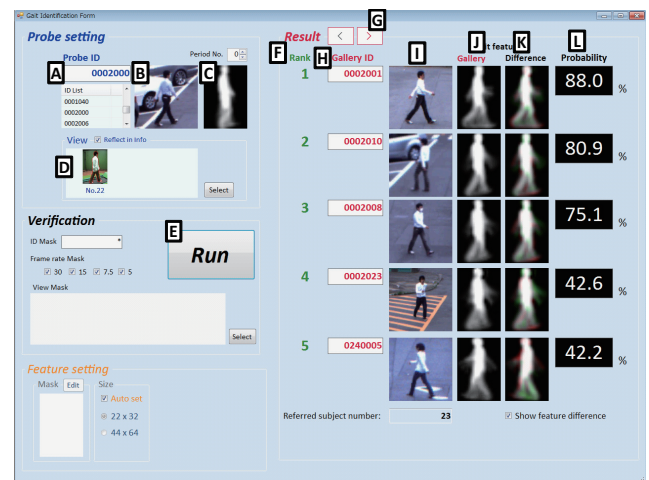 Gait Identification Form
Probe setting
Probe ID
Period No. 0
A
0002000
B
C
ID List
0001040
0002000
0002006
View Reflect in Info
D
No.22
Select
Verification
E
ID Mask *
Run
Frame rate Mask
30 15 7.5 5
View Mask
Select
Feature setting
Mask Edit
Size
Auto set
22 x 32
44 x 64
Result < > G
F Rank
H Gallery ID
I
J Gallery
K Difference
it featu
L Probability
1 0002001 88.0 %
2 0002010 80.9 %
3 0002008 75.1 %
4 0002023 42.6 %
5 0240005 42.2 %
Referred subject number: 23
Show feature difference